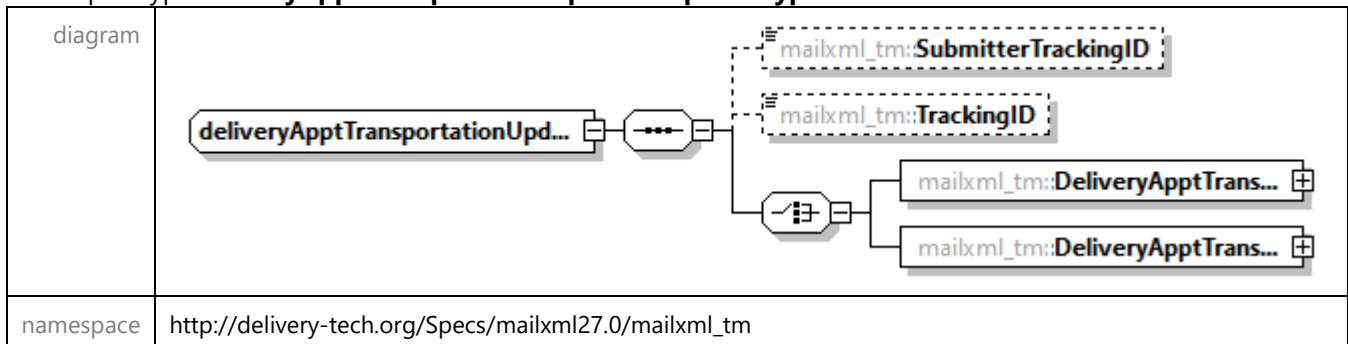 diagram
mailxml_tm::SubmitterTrackingID
mailxml_tm::TrackingID
deliveryApptTransportationUpd...
mailxml_tm::DeliveryApptTrans...
mailxml_tm::DeliveryApptTrans...
namespace
http://delivery-tech.org/Specs/mailxml27.0/mailxml_tm